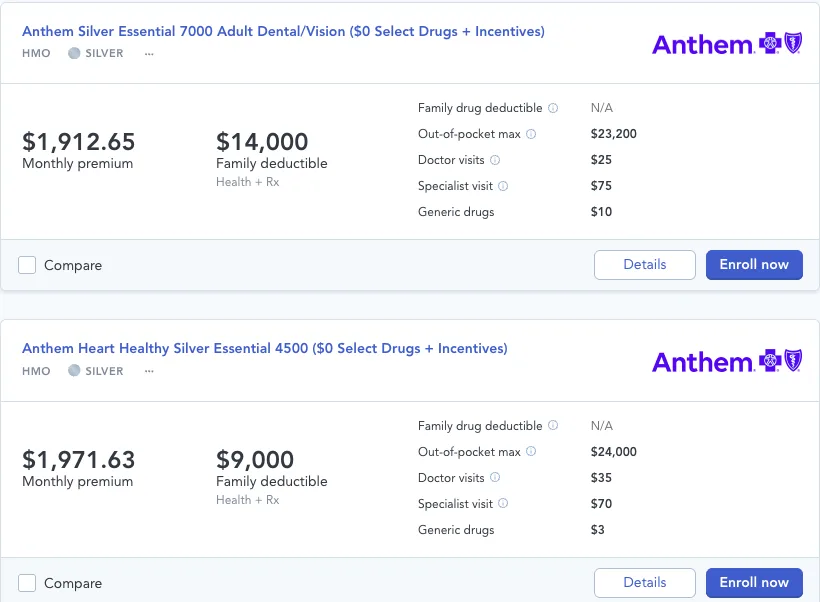 Anthem Silver Essential 7000 Adult Dental/Vision ($0 Select Drugs + Incentives)
HMO SILVER ...
Anthem
$1,912.65
Monthly premium
$14,000
Family deductible
Health + Rx
Family drug deductible N/A
Out-of-pocket max $23,200
Doctor visits $25
Specialist visit $75
Generic drugs $10
Compare
Details
Enroll now
Anthem Heart Healthy Silver Essential 4500 ($0 Select Drugs + Incentives)
HMO SILVER ...
Anthem
$1,971.63
Monthly premium
$9,000
Family deductible
Health + Rx
Family drug deductible N/A
Out-of-pocket max $24,000
Doctor visits $35
Specialist visit $70
Generic drugs $3
Compare
Details
Enroll now